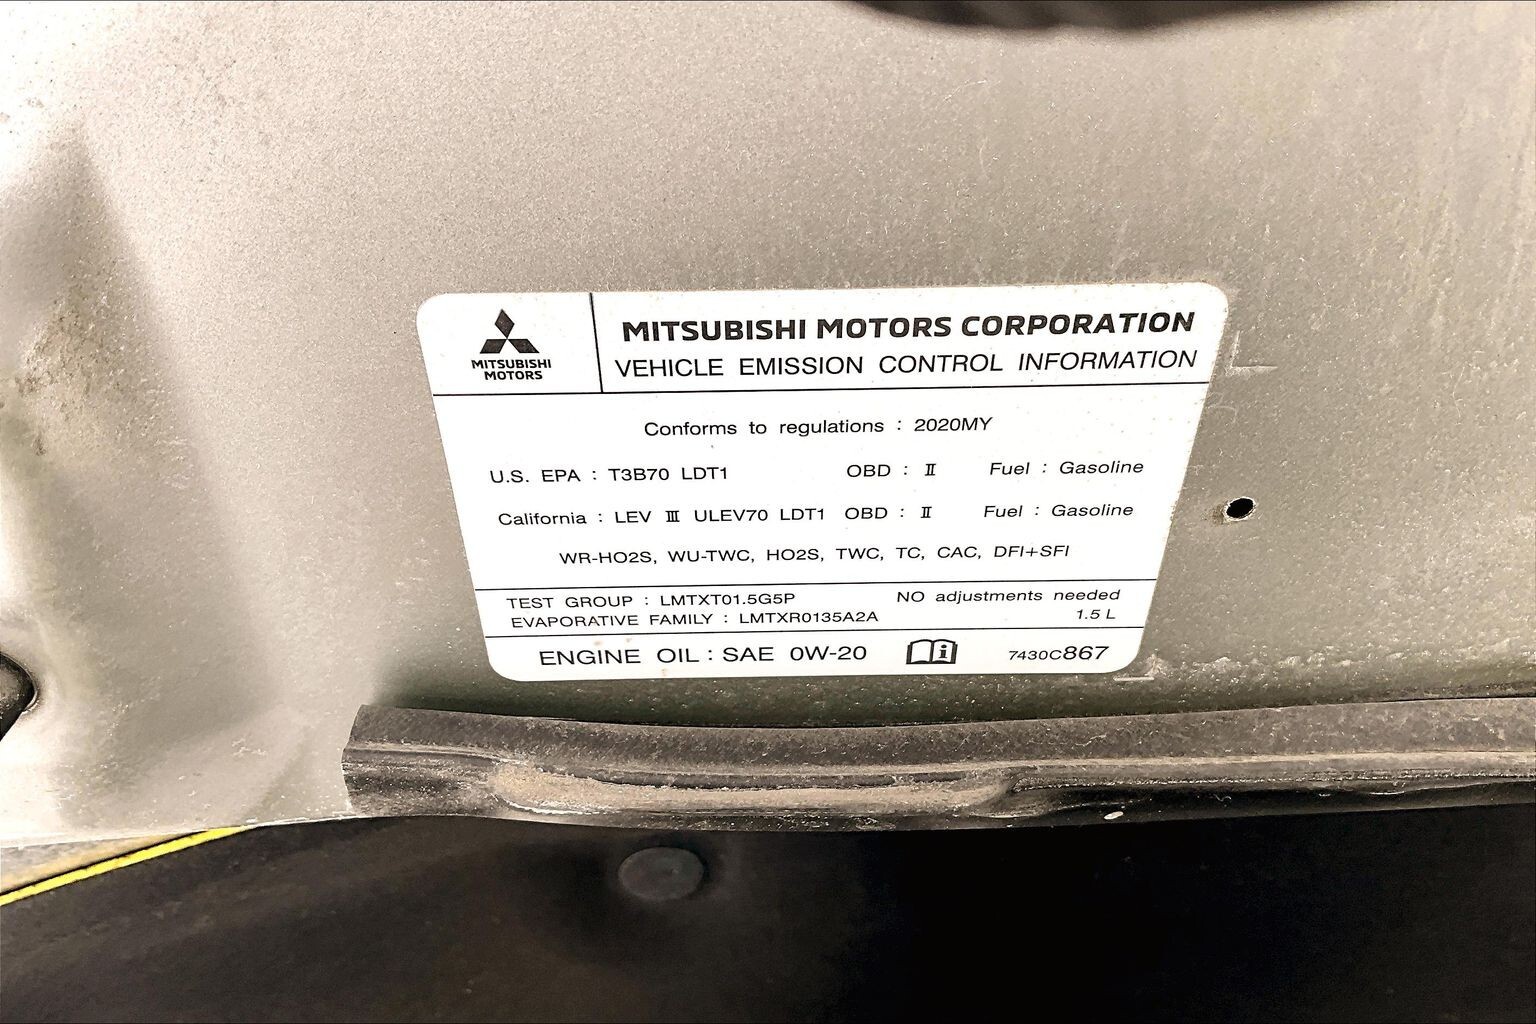 MITSUBISHI
MOTORS
MITSUBISHI MOTORS CORPORATION
VEHICLE EMISSION CONTROL INFORMATION
Conforms to regulations : 2020MY
U.S. EPA : T3B70 LDT1 OBD : Ⅱ Fuel : Gasoline
California : LEV Ⅲ ULEV70 LDT1 OBD : Ⅱ Fuel : Gasoline
WR-HO2S, WU-TWC, HO2S, TWC, TC, CAC, DFI+SFI
TEST GROUP : LMTXT01.5G5P NO adjustments needed
EVAPORATIVE FAMILY : LMTXR0135A2A 1.5 L
ENGINE OIL : SAE 0W-20 7430C867